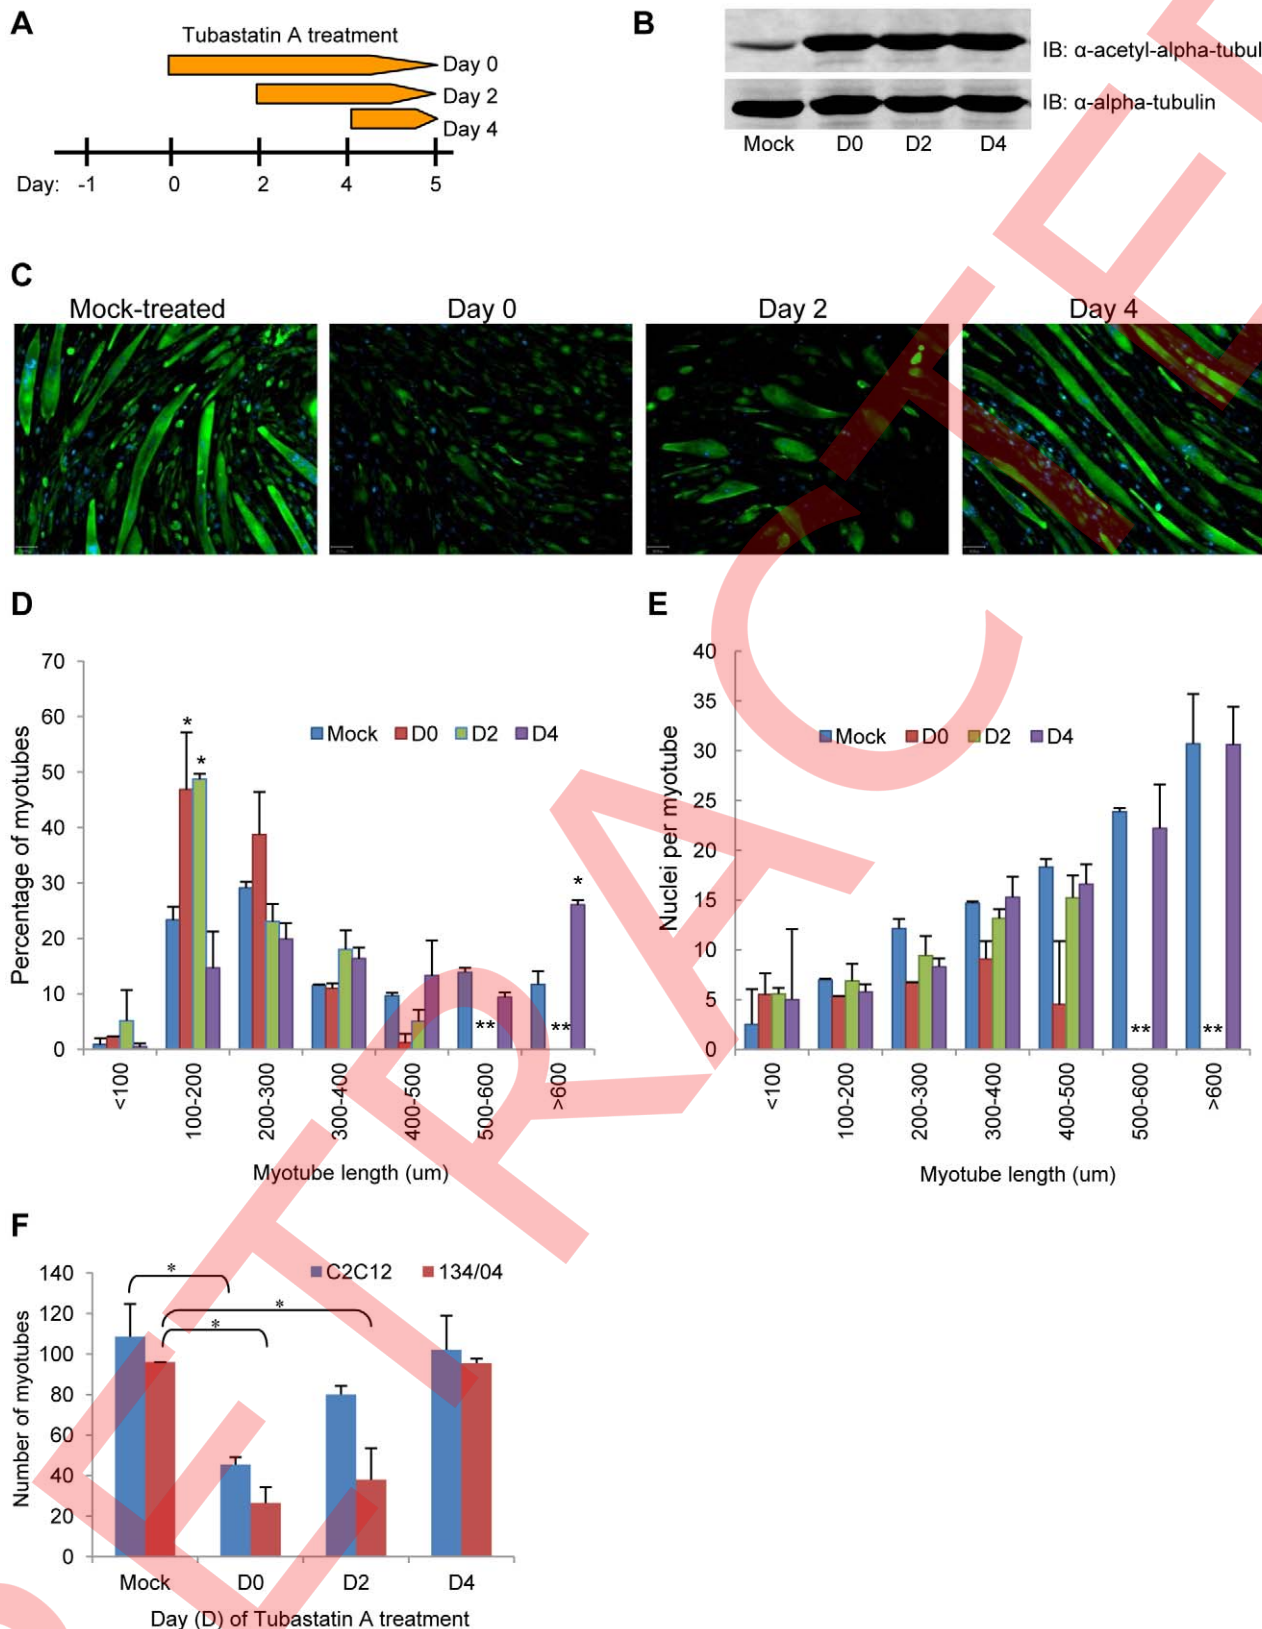 A
Tubastatin A treatment
Day 0
Day 2
Day 4
Day: -1 0 2 4 5
B
IB: α-acetyl-alpha-tubul
IB: α-alpha-tubulin
Mock D0 D2 D4
C
Mock-treated Day 0 Day 2 Day 4
D
Percentage of myotubes
70
60
50
40
30
20
10
0
Mock D0 D2 D4
* * ** ** *
<100 100-200 200-300 300-400 400-500 500-600 >600
Myotube length (um)
E
Nuclei per myotube
40
35
30
25
20
15
10
5
0
Mock D0 D2 D4
** **
<100 100-200 200-300 300-400 400-500 500-600 >600
Myotube length (um)
F
Number of myotubes
140
120
100
80
60
40
20
0
C2C12 134/04
* * *
Mock D0 D2 D4
Day (D) of Tubastatin A treatment
RETRACTED